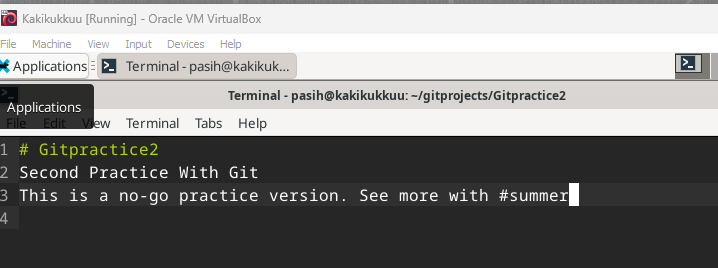 Kakikukkuu [Running] - Oracle VM VirtualBox
File Machine View Input Devices Help
Applications Terminal - pasih@kakikuk...
Terminal - pasih@kakikukkuu: ~/gitprojects/Gitpractice2
Applications
File Edit View Terminal Tabs Help
1 # Gitpractice2
2 Second Practice With Git
3 This is a no-go practice version. See more with #summer
4